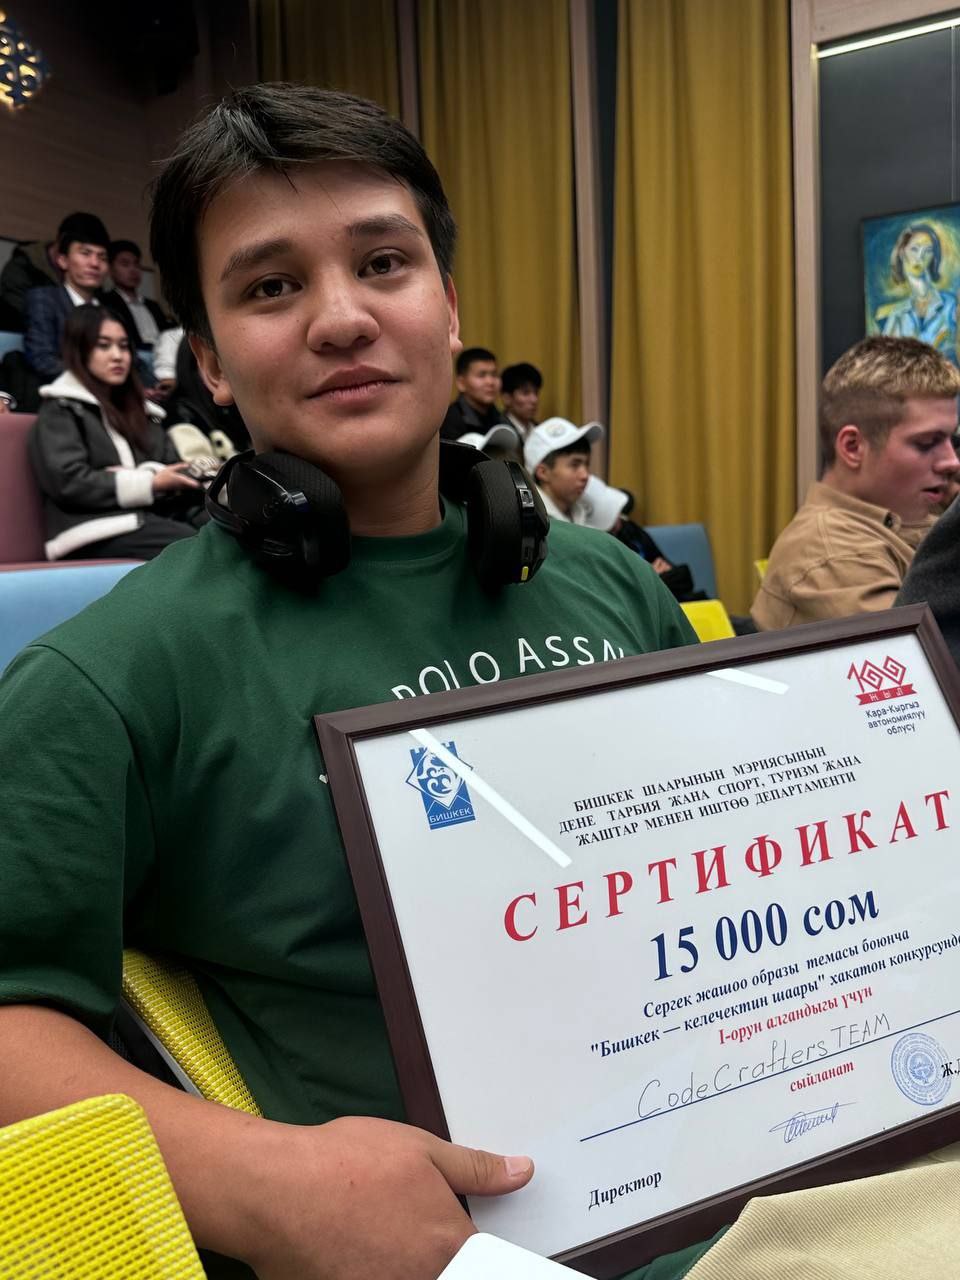 POLO ASSN
БИШКЕК
100
ЖЫЛ
Кара-Кыргыз
автономиялуу
облусу
БИШКЕК ШААРЫНЫН МЭРИЯСЫНЫН
ДЕНЕ ТАРБИЯ ЖАНА СПОРТ, ТУРИЗМ ЖАНА
ЖАШТАР МЕНЕН ИШТӨӨ ДЕПАРТАМЕНТИ
СЕРТИФИКАТ
15 000 сом
Сергек жашоо образы темасы боюнча
"Бишкек — келечектин шаары" хакатон конкурсунда
I-орун алгандыгы үчүн
CodeCrafters TEAM
сыйланат
Директор
Ж.Д